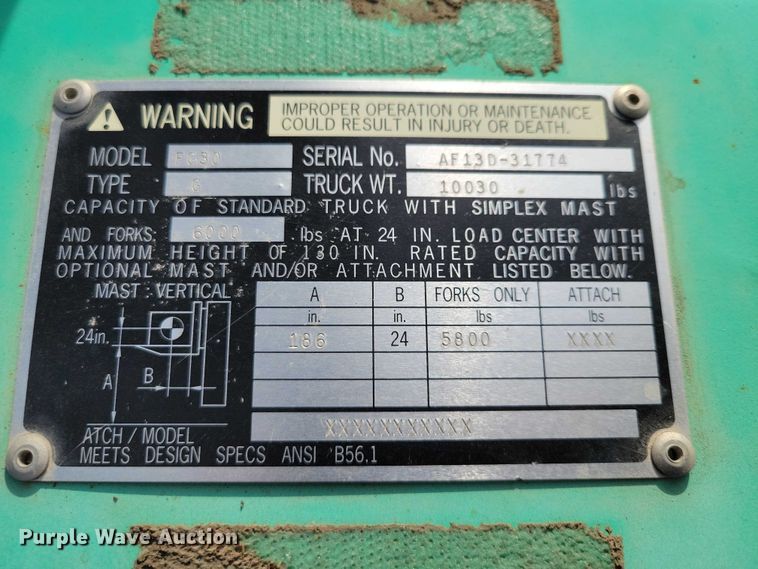 WARNING
IMPROPER OPERATION OR MAINTENANCE
COULD RESULT IN INJURY OR DEATH.
MODEL
SERIAL No. AF13D-31774
TYPE G TRUCK WT. 10030 lbs
CAPACITY OF STANDARD TRUCK WITH SIMPLEX MAST
AND FORKS 6000 lbs AT 24 IN. LOAD CENTER WITH
MAXIMUM HEIGHT OF 130 IN. RATED CAPACITY WITH
OPTIONAL MAST AND/OR ATTACHMENT LISTED BELOW.
MAST : VERTICAL
A B FORKS ONLY ATTACH
in. in. lbs lbs
186 24 5800 XXXX
24in.
B
A
XXXXXXXXXXX
ATCH / MODEL
MEETS DESIGN SPECS ANSI B56.1
Purple Wave Auction